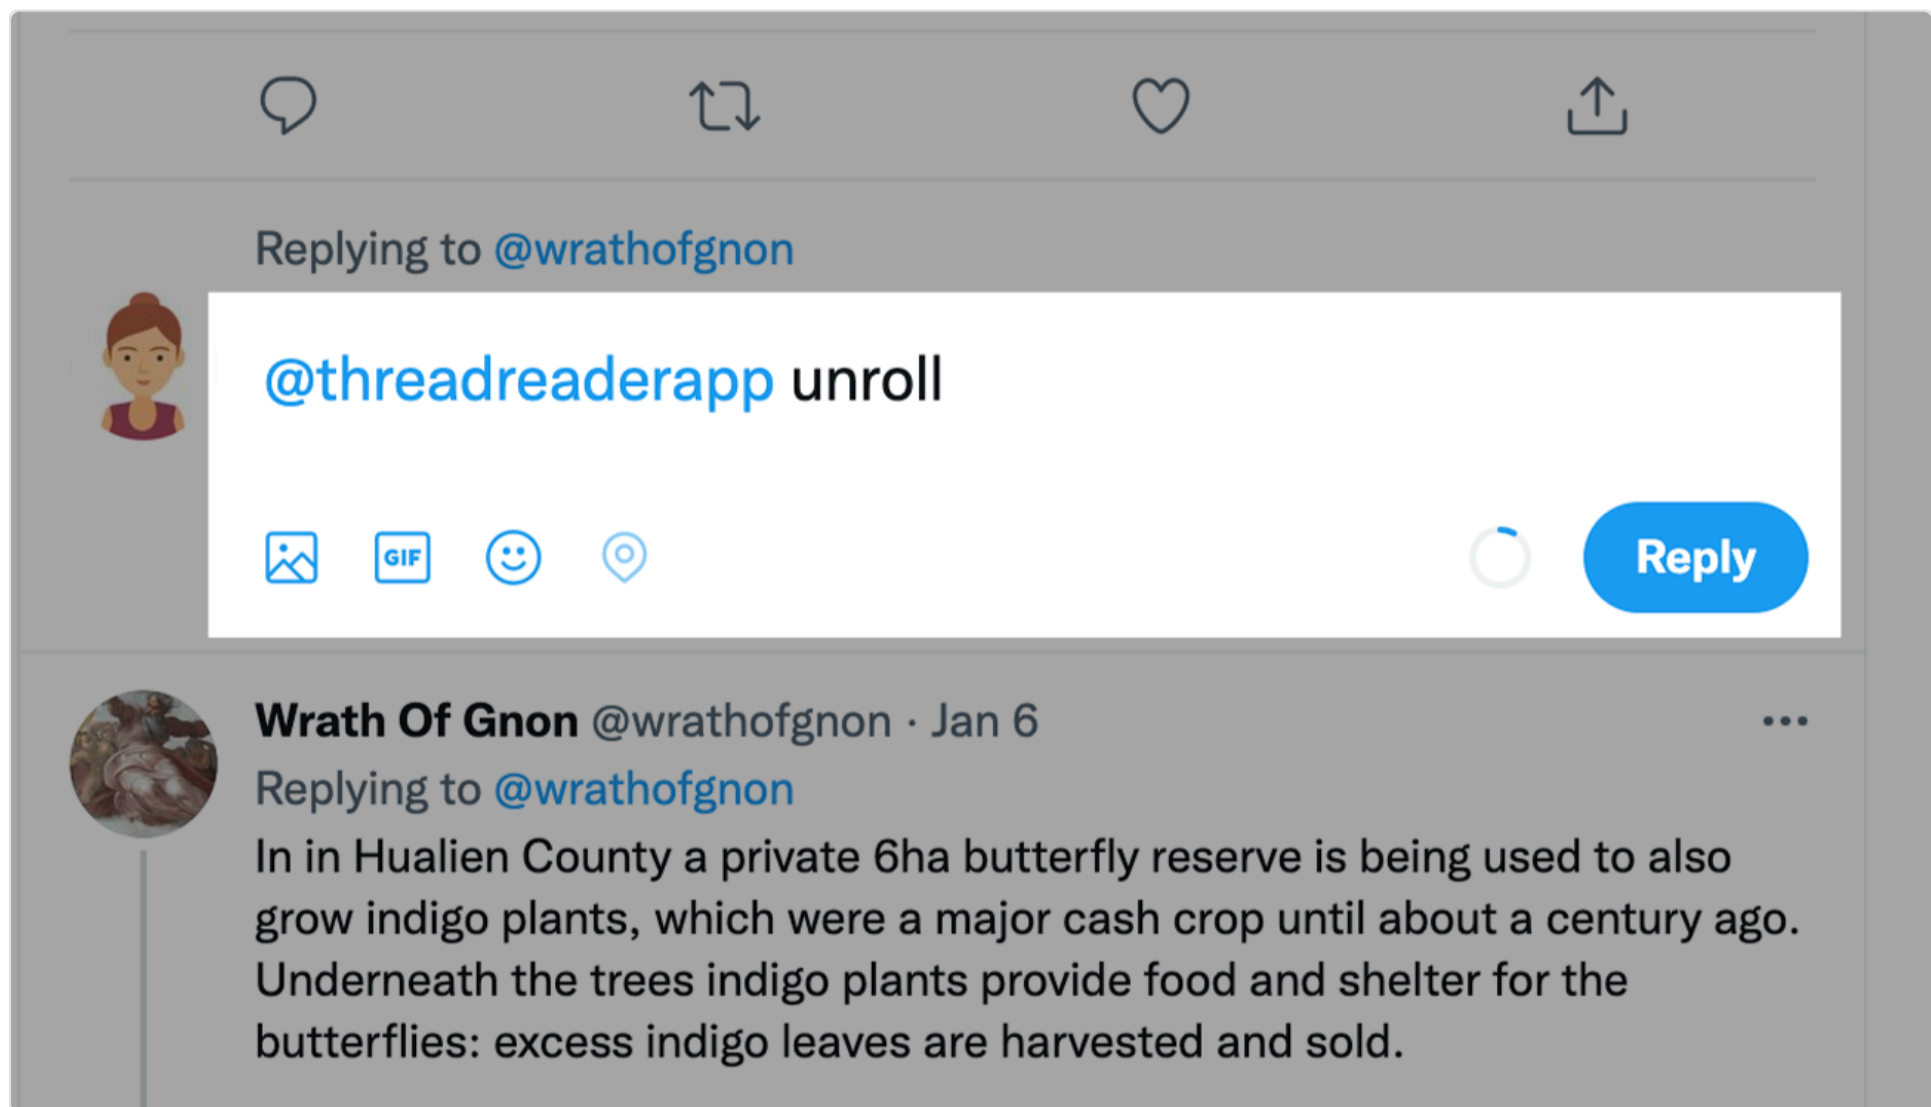 Replying to @wrathofgnon
@threadreaderapp unroll
GIF
Reply
Wrath Of Gnon @wrathofgnon · Jan 6
Replying to @wrathofgnon
In in Hualien County a private 6ha butterfly reserve is being used to also
grow indigo plants, which were a major cash crop until about a century ago.
Underneath the trees indigo plants provide food and shelter for the
butterflies: excess indigo leaves are harvested and sold.